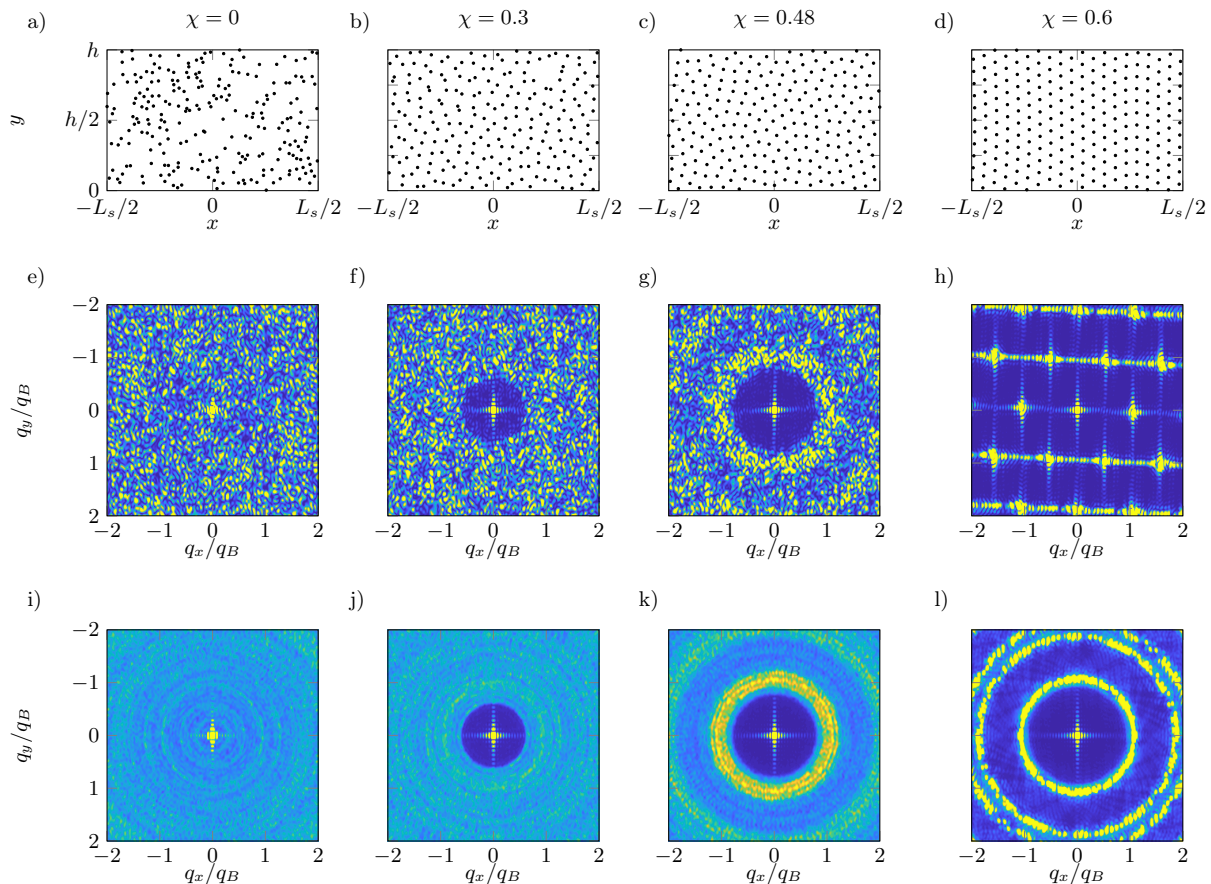 a) χ = 0 b) χ = 0.3 c) χ = 0.48 d) χ = 0.6
h
h/2
0
y
−L_s/2 0 L_s/2 −L_s/2 0 L_s/2 −L_s/2 0 L_s/2 −L_s/2 0 L_s/2
x x x x
e) f) g) h)
−2
−1
0
1
2
q_y/q_B
−2 −1 0 1 2 −2 −1 0 1 2 −2 −1 0 1 2 −2 −1 0 1 2
q_x/q_B q_x/q_B q_x/q_B q_x/q_B
i) j) k) l)
−2
−1
0
1
2
q_y/q_B
−2 −1 0 1 2 −2 −1 0 1 2 −2 −1 0 1 2 −2 −1 0 1 2
q_x/q_B q_x/q_B q_x/q_B q_x/q_B